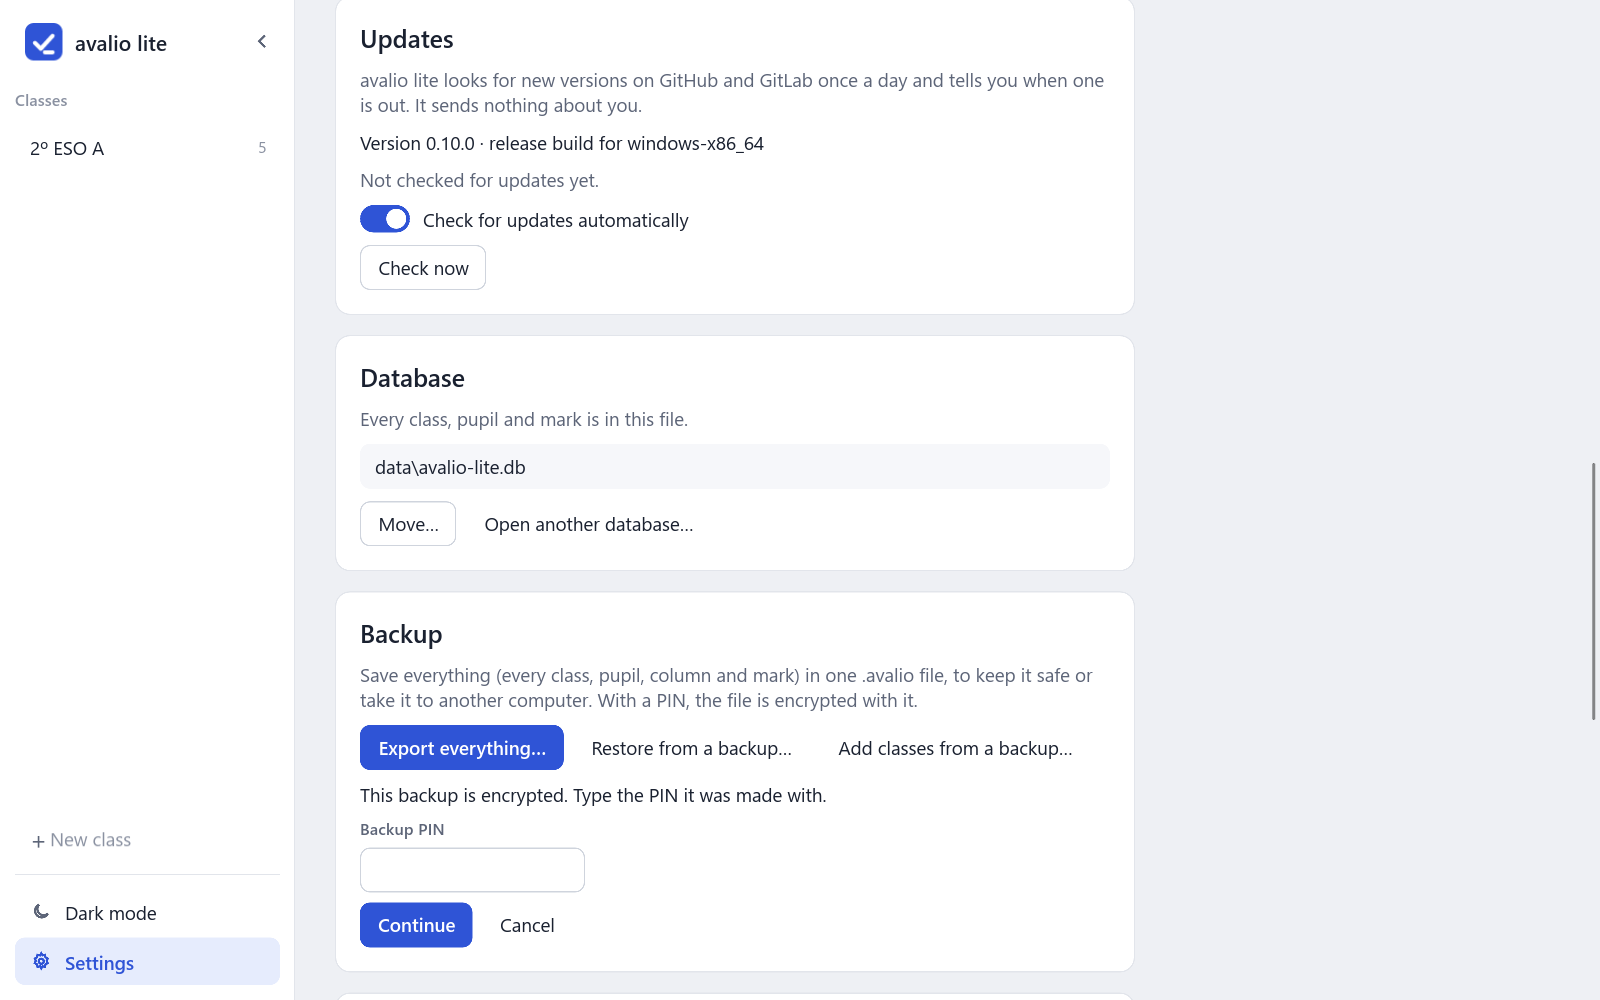 avalio lite
Classes
2º ESO A 5
+ New class
Dark mode
Settings
Updates
avalio lite looks for new versions on GitHub and GitLab once a day and tells you when one
is out. It sends nothing about you.
Version 0.10.0 · release build for windows-x86_64
Not checked for updates yet.
Check for updates automatically
Check now
Database
Every class, pupil and mark is in this file.
data\avalio-lite.db
Move... Open another database...
Backup
Save everything (every class, pupil, column and mark) in one .avalio file, to keep it safe or
take it to another computer. With a PIN, the file is encrypted with it.
Export everything... Restore from a backup... Add classes from a backup...
This backup is encrypted. Type the PIN it was made with.
Backup PIN
Continue Cancel